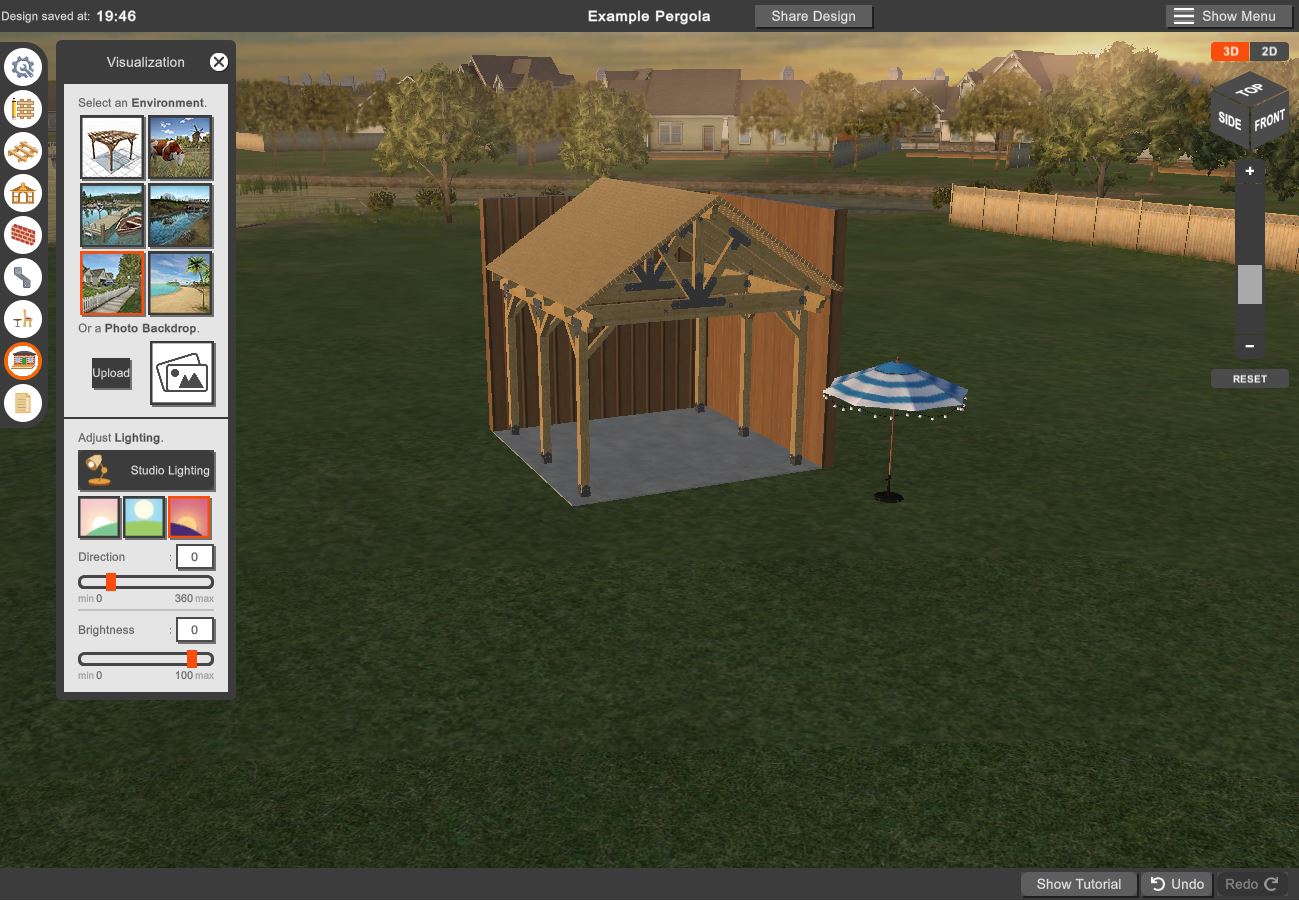 Design saved at: 19:46
Example Pergola
Share Design
Show Menu
Visualization
3D
2D
Select an Environment.
TOP
SIDE
FRONT
+
Or a Photo Backdrop.
−
Upload
RESET
Adjust Lighting.
Studio Lighting
Direction : 0
min 0 360 max
Brightness : 0
min 0 100 max
Show Tutorial
Undo
Redo